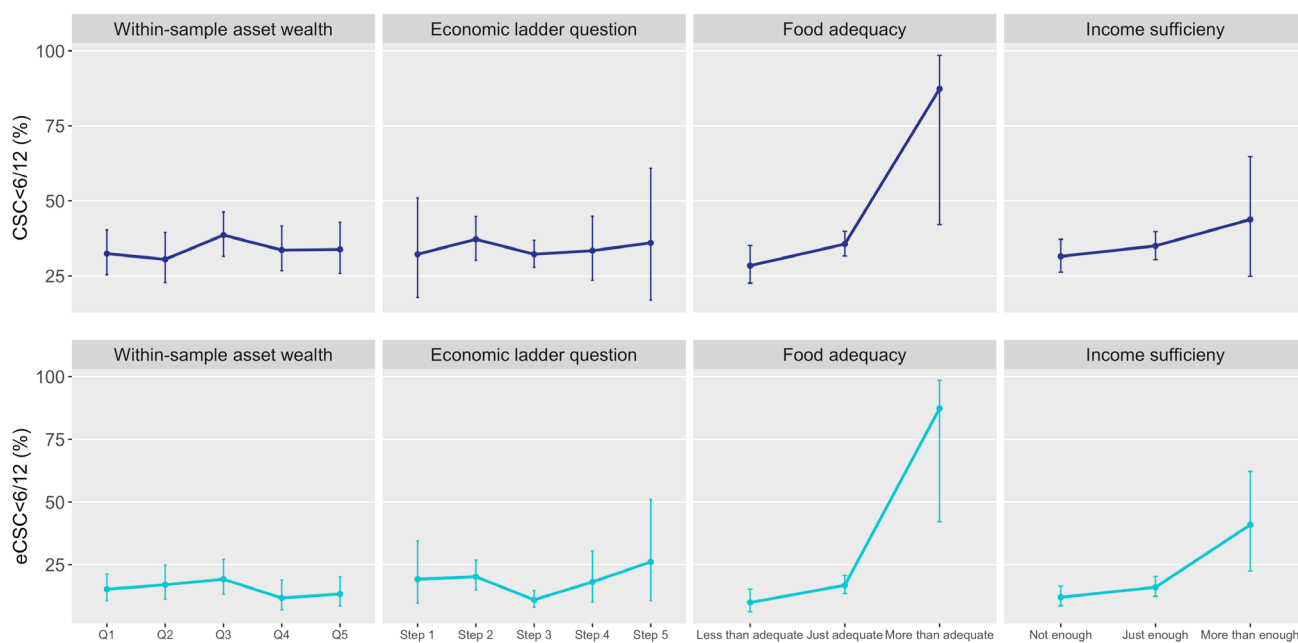 Within-sample asset wealth
Economic ladder question
Food adequacy
Income sufficieny
CSC<6/12 (%)
100
75
50
25
Within-sample asset wealth
Economic ladder question
Food adequacy
Income sufficieny
eCSC<6/12 (%)
100
75
50
25
Q1 Q2 Q3 Q4 Q5
Step 1 Step 2 Step 3 Step 4 Step 5
Less than adequate Just adequate More than adequate
Not enough Just enough More than enough